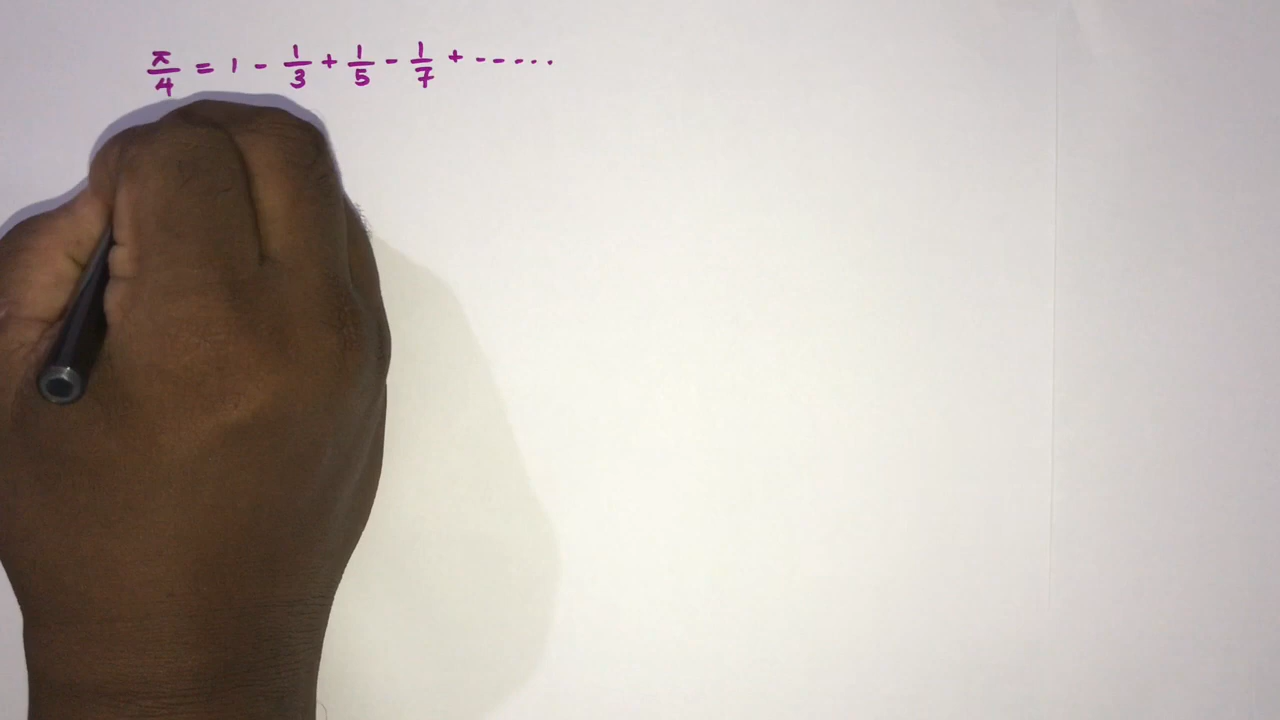 π/4 = 1 - 1/3 + 1/5 - 1/7 + -----..